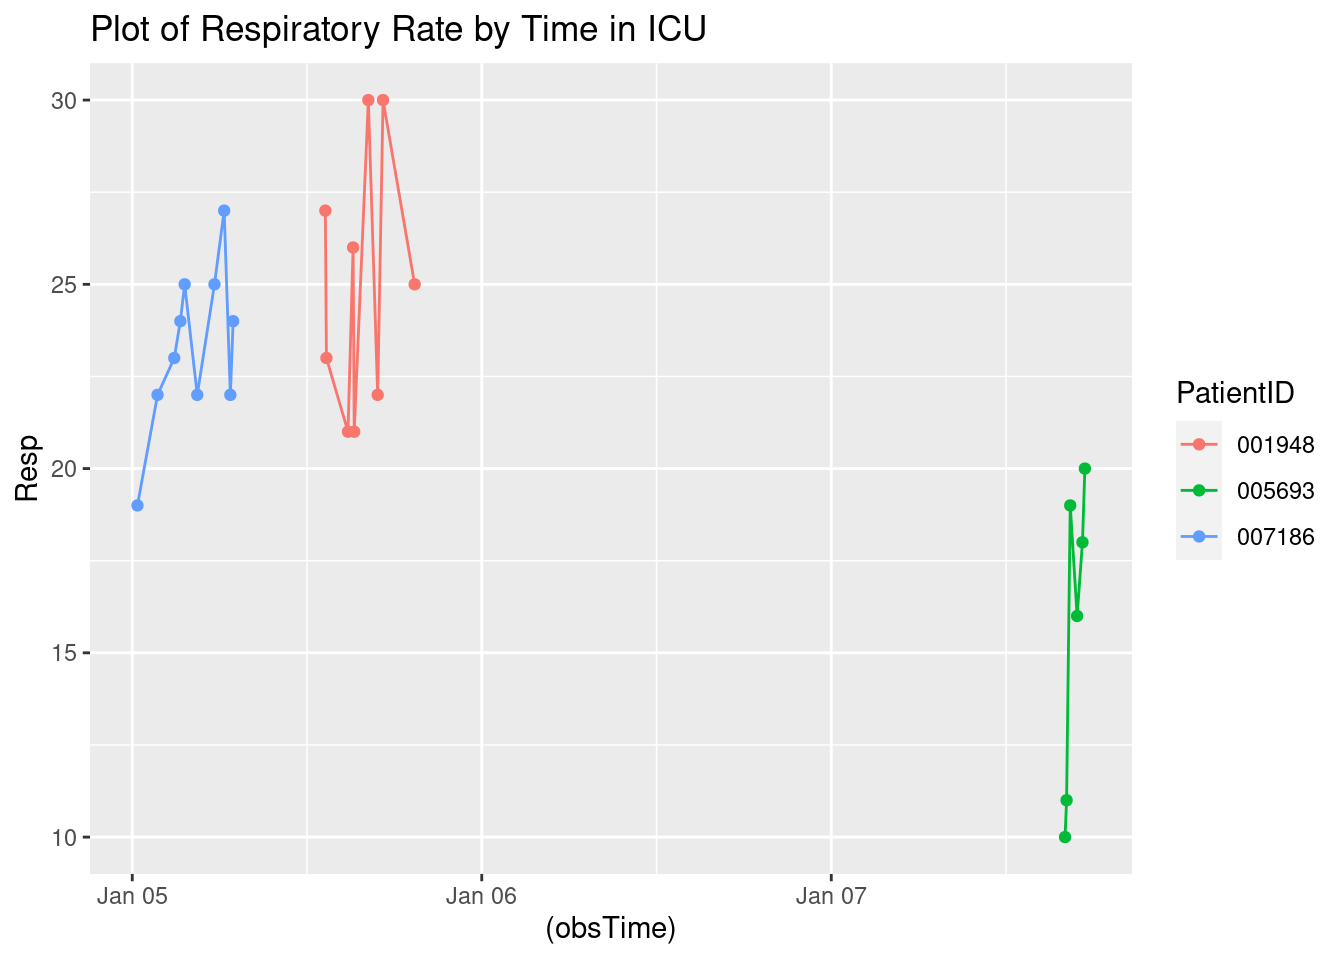 Plot of Respiratory Rate by Time in ICU
30
25
20
15
10
Resp
Jan 05
Jan 06
Jan 07
(obsTime)
PatientID
001948
005693
007186